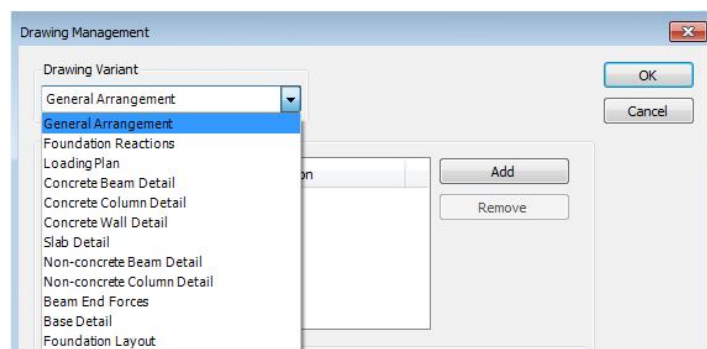 Drawing Management
Drawing Variant
OK
General Arrangement
Cancel
General Arrangement
Foundation Reactions
Loading Plan
Add
Concrete Beam Detail
Concrete Column Detail
Remove
Concrete Wall Detail
Slab Detail
Non-concrete Beam Detail
Non-concrete Column Detail
Beam End Forces
Base Detail
Foundation Layout